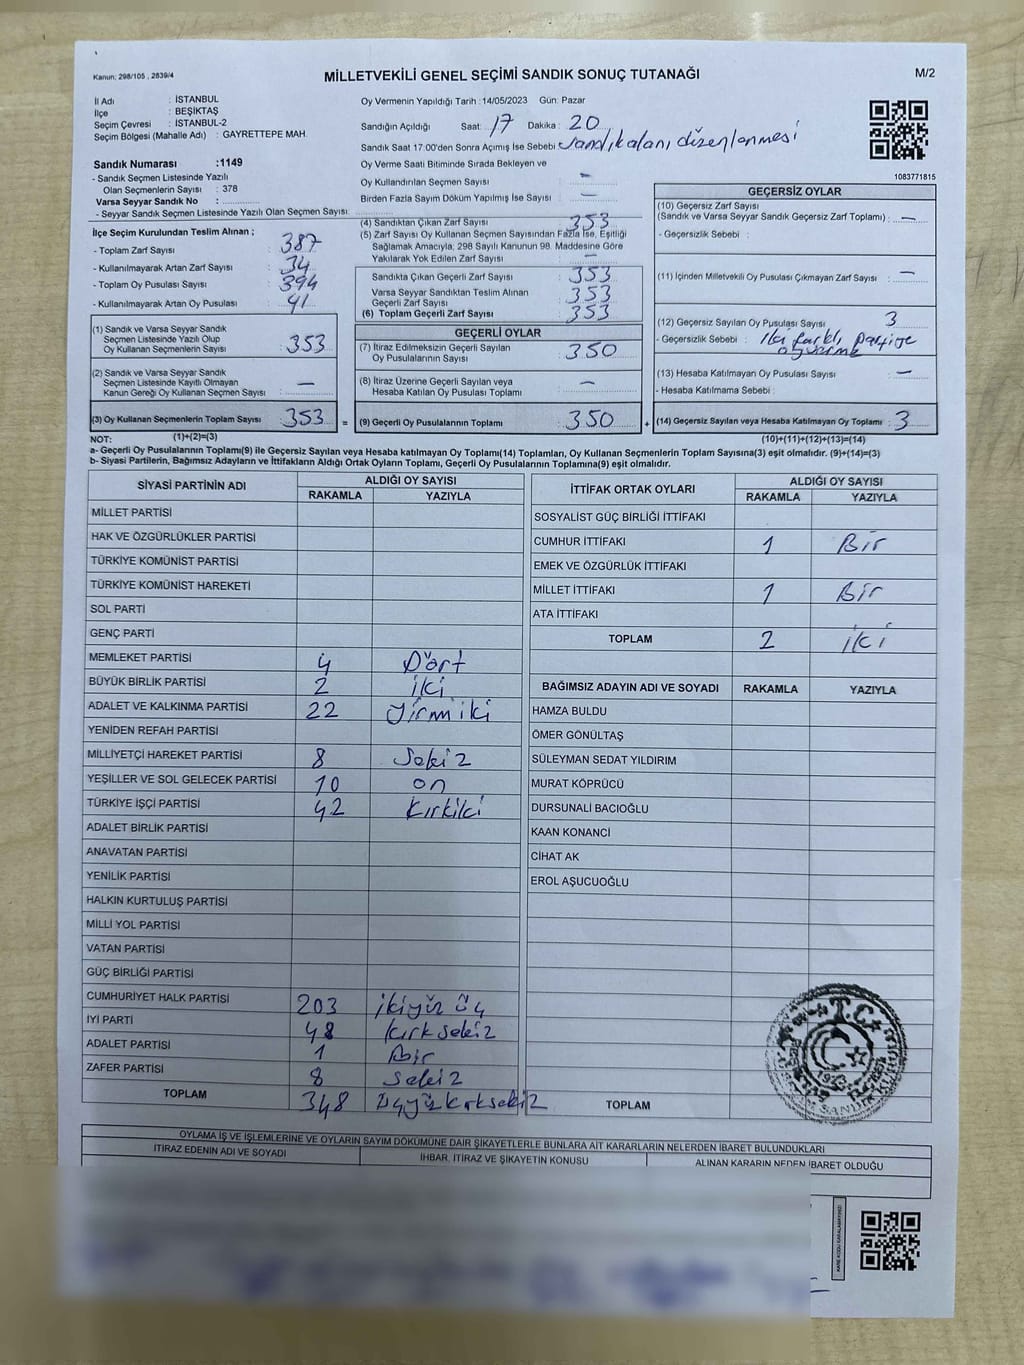 Kanun: 298/105 , 2839/4
MİLLETVEKİLİ GENEL SEÇİMİ SANDIK SONUÇ TUTANAĞI
M/2
İl Adı : İSTANBUL
İlçe : BEŞİKTAŞ
Seçim Çevresi : İSTANBUL-2
Seçim Bölgesi (Mahalle Adı) : GAYRETTEPE MAH.
Oy Vermenin Yapıldığı Tarih : 14/05/2023 Gün: Pazar
Sandığın Açıldığı Saat: 17 Dakika : 20
Sandık Saat 17:00'den Sonra Açımış İse Sebebi : Sandık alanı düzenlenmesi
1083771815
Sandık Numarası :1149
- Sandık Seçmen Listesinde Yazılı
Olan Seçmenlerin Sayısı : 378
Varsa Seyyar Sandık No :
- Seyyar Sandık Seçmen Listesinde Yazılı Olan Seçmen Sayısı:
Oy Verme Saati Bitiminde Sırada Bekleyen ve
Oy Kullandırılan Seçmen Sayısı : -
Birden Fazla Sayım Döküm Yapılmış İse Sayısı : -
İlçe Seçim Kurulundan Teslim Alınan ;
- Toplam Zarf Sayısı : 387
- Kullanılmayarak Artan Zarf Sayısı : 34
- Toplam Oy Pusulası Sayısı : 394
- Kullanılmayarak Artan Oy Pusulası : 41
(4) Sandıktan Çıkan Zarf Sayısı : 353
(5) Zarf Sayısı Oy Kullanan Seçmen Sayısından Fazla İse, Eşitliği
Sağlamak Amacıyla, 298 Sayılı Kanunun 98. Maddesine Göre
Yakılarak Yok Edilen Zarf Sayısı : -
Sandıkta Çıkan Geçerli Zarf Sayısı : 353
Varsa Seyyar Sandıktan Teslim Alınan
Geçerli Zarf Sayısı : 353
(6) Toplam Geçerli Zarf Sayısı : 353
GEÇERSİZ OYLAR
(10) Geçersiz Zarf Sayısı
(Sandık ve Varsa Seyyar Sandık Geçersiz Zarf Toplamı) : -
- Geçersizlik Sebebi :
(11) İçinden Milletvekili Oy Pusulası Çıkmayan Zarf Sayısı : -
(12) Geçersiz Sayılan Oy Pusulası Sayısı : 3
- Geçersizlik Sebebi : İki farklı partiye
oyverme
(13) Hesaba Katılmayan Oy Pusulası Sayısı : -
- Hesaba Katılmama Sebebi :
(1) Sandık ve Varsa Seyyar Sandık
Seçmen Listesinde Yazılı Olup
Oy Kullanan Seçmenlerin Sayısı : 353
(2) Sandık ve Varsa Seyyar Sandık
Seçmen Listesinde Kayıtlı Olmayan
Kanun Gereği Oy Kullanan Seçmen Sayısı : -
GEÇERLİ OYLAR
(7) İtiraz Edilmeksizin Geçerli Sayılan
Oy Pusulalarının Sayısı : 350
(8) İtiraz Üzerine Geçerli Sayılan veya
Hesaba Katılan Oy Pusulası Toplamı : -
(3) Oy Kullanan Seçmenlerin Toplam Sayısı : 353 = (9) Geçerli Oy Pusulalarının Toplamı : 350 + (14) Geçersiz Sayılan veya Hesaba Katılmayan Oy Toplamı : 3
NOT: (1)+(2)=(3) (10)+(11)+(12)+(13)=(14)
a- Geçerli Oy Pusulalarının Toplamı(9) ile Geçersiz Sayılan veya Hesaba katılmayan Oy Toplamı(14) Toplamları, Oy Kullanan Seçmenlerin Toplam Sayısına(3) eşit olmalıdır. (9)+(14)=(3)
b- Siyasi Partilerin, Bağımsız Adayların ve İttifakların Aldığı Ortak Oyların Toplamı, Geçerli Oy Pusulalarının Toplamına(9) eşit olmalıdır.
SİYASİ PARTİNİN ADI ALDIĞI OY SAYISI
RAKAMLA YAZIYLA
MİLLET PARTİSİ
HAK VE ÖZGÜRLÜKLER PARTİSİ
TÜRKİYE KOMÜNİST PARTİSİ
TÜRKİYE KOMÜNİST HAREKETİ
SOL PARTİ
GENÇ PARTİ
MEMLEKET PARTİSİ 4 Dört
BÜYÜK BİRLİK PARTİSİ 2 İki
ADALET VE KALKINMA PARTİSİ 22 Yirmi iki
YENİDEN REFAH PARTİSİ
MİLLİYETÇİ HAREKET PARTİSİ 8 Sekiz
YEŞİLLER VE SOL GELECEK PARTİSİ 10 on
TÜRKİYE İŞÇİ PARTİSİ 42 Kırkiki
ADALET BİRLİK PARTİSİ
ANAVATAN PARTİSİ
YENİLİK PARTİSİ
HALKIN KURTULUŞ PARTİSİ
MİLLİ YOL PARTİSİ
VATAN PARTİSİ
GÜÇ BİRLİĞİ PARTİSİ
CUMHURİYET HALK PARTİSİ 203 İkiyüz üç
İYİ PARTİ 48 Kırksekiz
ADALET PARTİSİ 1 Bir
ZAFER PARTİSİ 8 Sekiz
TOPLAM 348 Üçyüzkırksekiz
İTTİFAK ORTAK OYLARI ALDIĞI OY SAYISI
RAKAMLA YAZIYLA
SOSYALİST GÜÇ BİRLİĞİ İTTİFAKI
CUMHUR İTTİFAKI 1 Bir
EMEK VE ÖZGÜRLÜK İTTİFAKI
MİLLET İTTİFAKI 1 Bir
ATA İTTİFAKI
TOPLAM 2 İki
BAĞIMSIZ ADAYIN ADI VE SOYADI RAKAMLA YAZIYLA
HAMZA BULDU
ÖMER GÖNÜLTAŞ
SÜLEYMAN SEDAT YILDIRIM
MURAT KÖPRÜCÜ
DURSUNALİ BACIOĞLU
KAAN KONANCİ
CİHAT AK
EROL AŞUCUOĞLU
TOPLAM
T.C.
OYLAMA İŞ VE İŞLEMLERİNE VE OYLARIN SAYIM DÖKÜMÜNE DAİR ŞİKAYETLERLE BUNLARA AİT KARARLARIN NELERDEN İBARET BULUNDUKLARI
İTİRAZ EDENİN ADI VE SOYADI İHBAR, İTİRAZ VE ŞİKAYETİN KONUSU ALINAN KARARIN NEDEN İBARET OLDUĞU